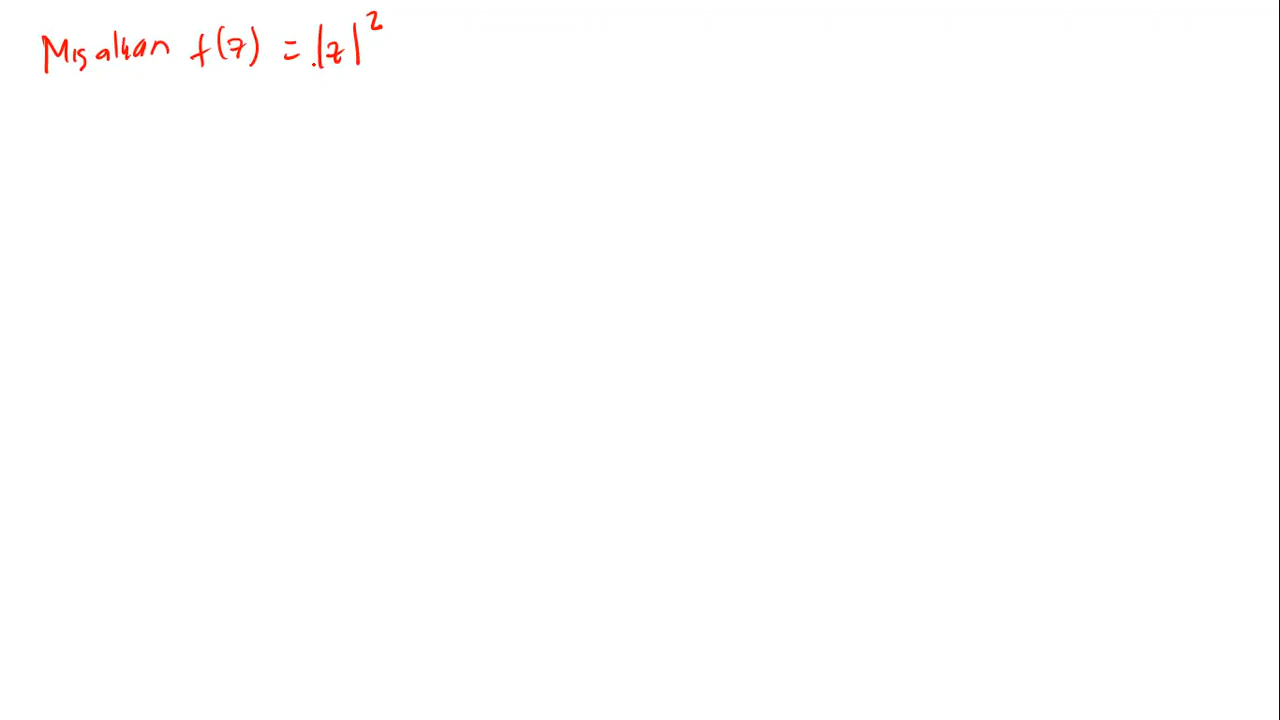 Misalkan f(z) = |z|²